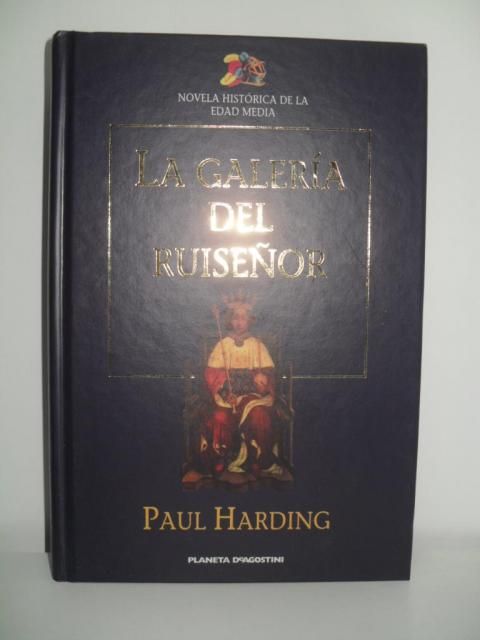 NOVELA HISTÓRICA DE LA
EDAD MEDIA
LA GALERÍA
DEL
RUISEÑOR
PAUL HARDING
PLANETA DEAGOSTINI